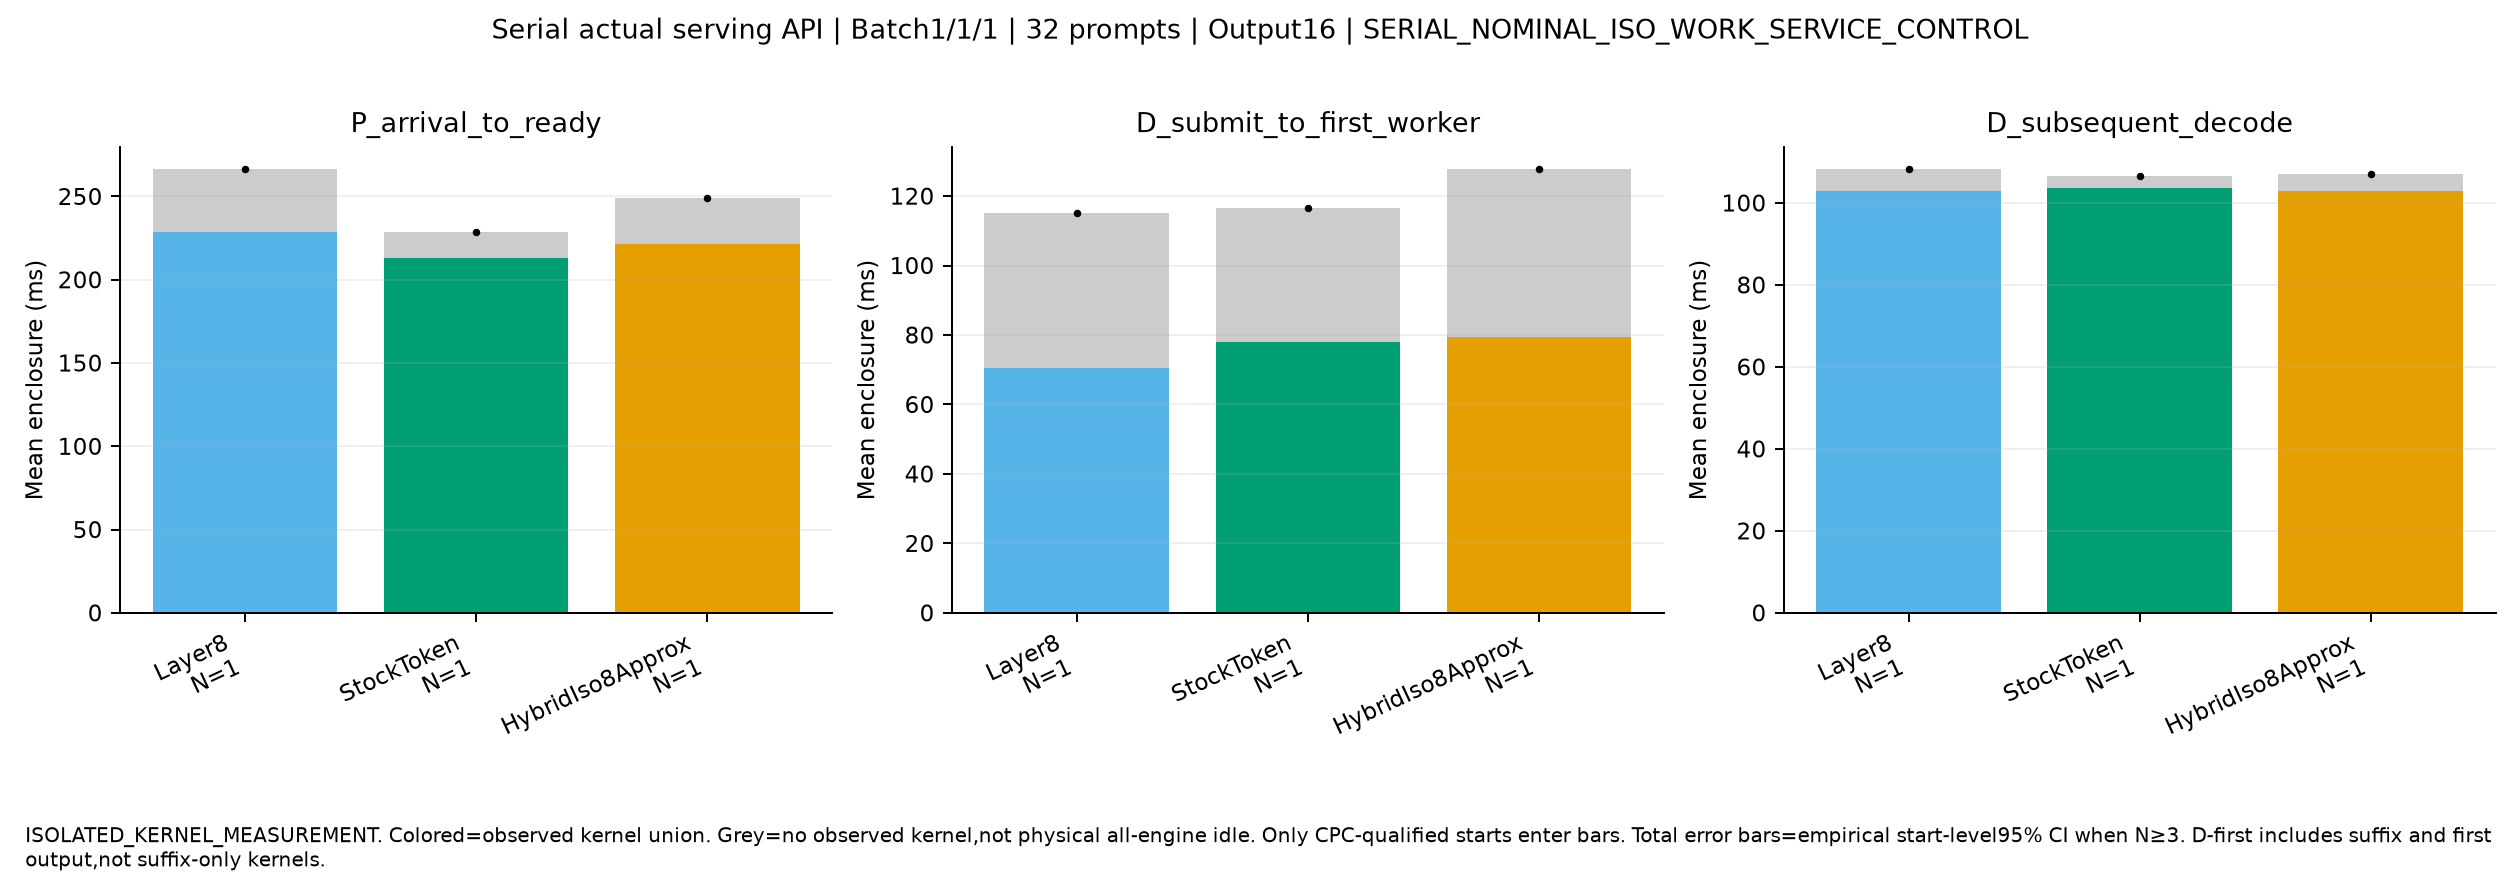 Serial actual serving API | Batch1/1/1 | 32 prompts | Output16 | SERIAL_NOMINAL_ISO_WORK_SERVICE_CONTROL
P_arrival_to_ready
Mean enclosure (ms)
250
200
150
100
50
0
Layer8
N=1
StockToken
N=1
HybridIso8Approx
N=1
D_submit_to_first_worker
Mean enclosure (ms)
120
100
80
60
40
20
0
Layer8
N=1
StockToken
N=1
HybridIso8Approx
N=1
D_subsequent_decode
Mean enclosure (ms)
100
80
60
40
20
0
Layer8
N=1
StockToken
N=1
HybridIso8Approx
N=1
ISOLATED_KERNEL_MEASUREMENT. Colored=observed kernel union. Grey=no observed kernel,not physical all-engine idle. Only CPC-qualified starts enter bars. Total error bars=empirical start-level95% CI when N≥3. D-first includes suffix and first
output,not suffix-only kernels.